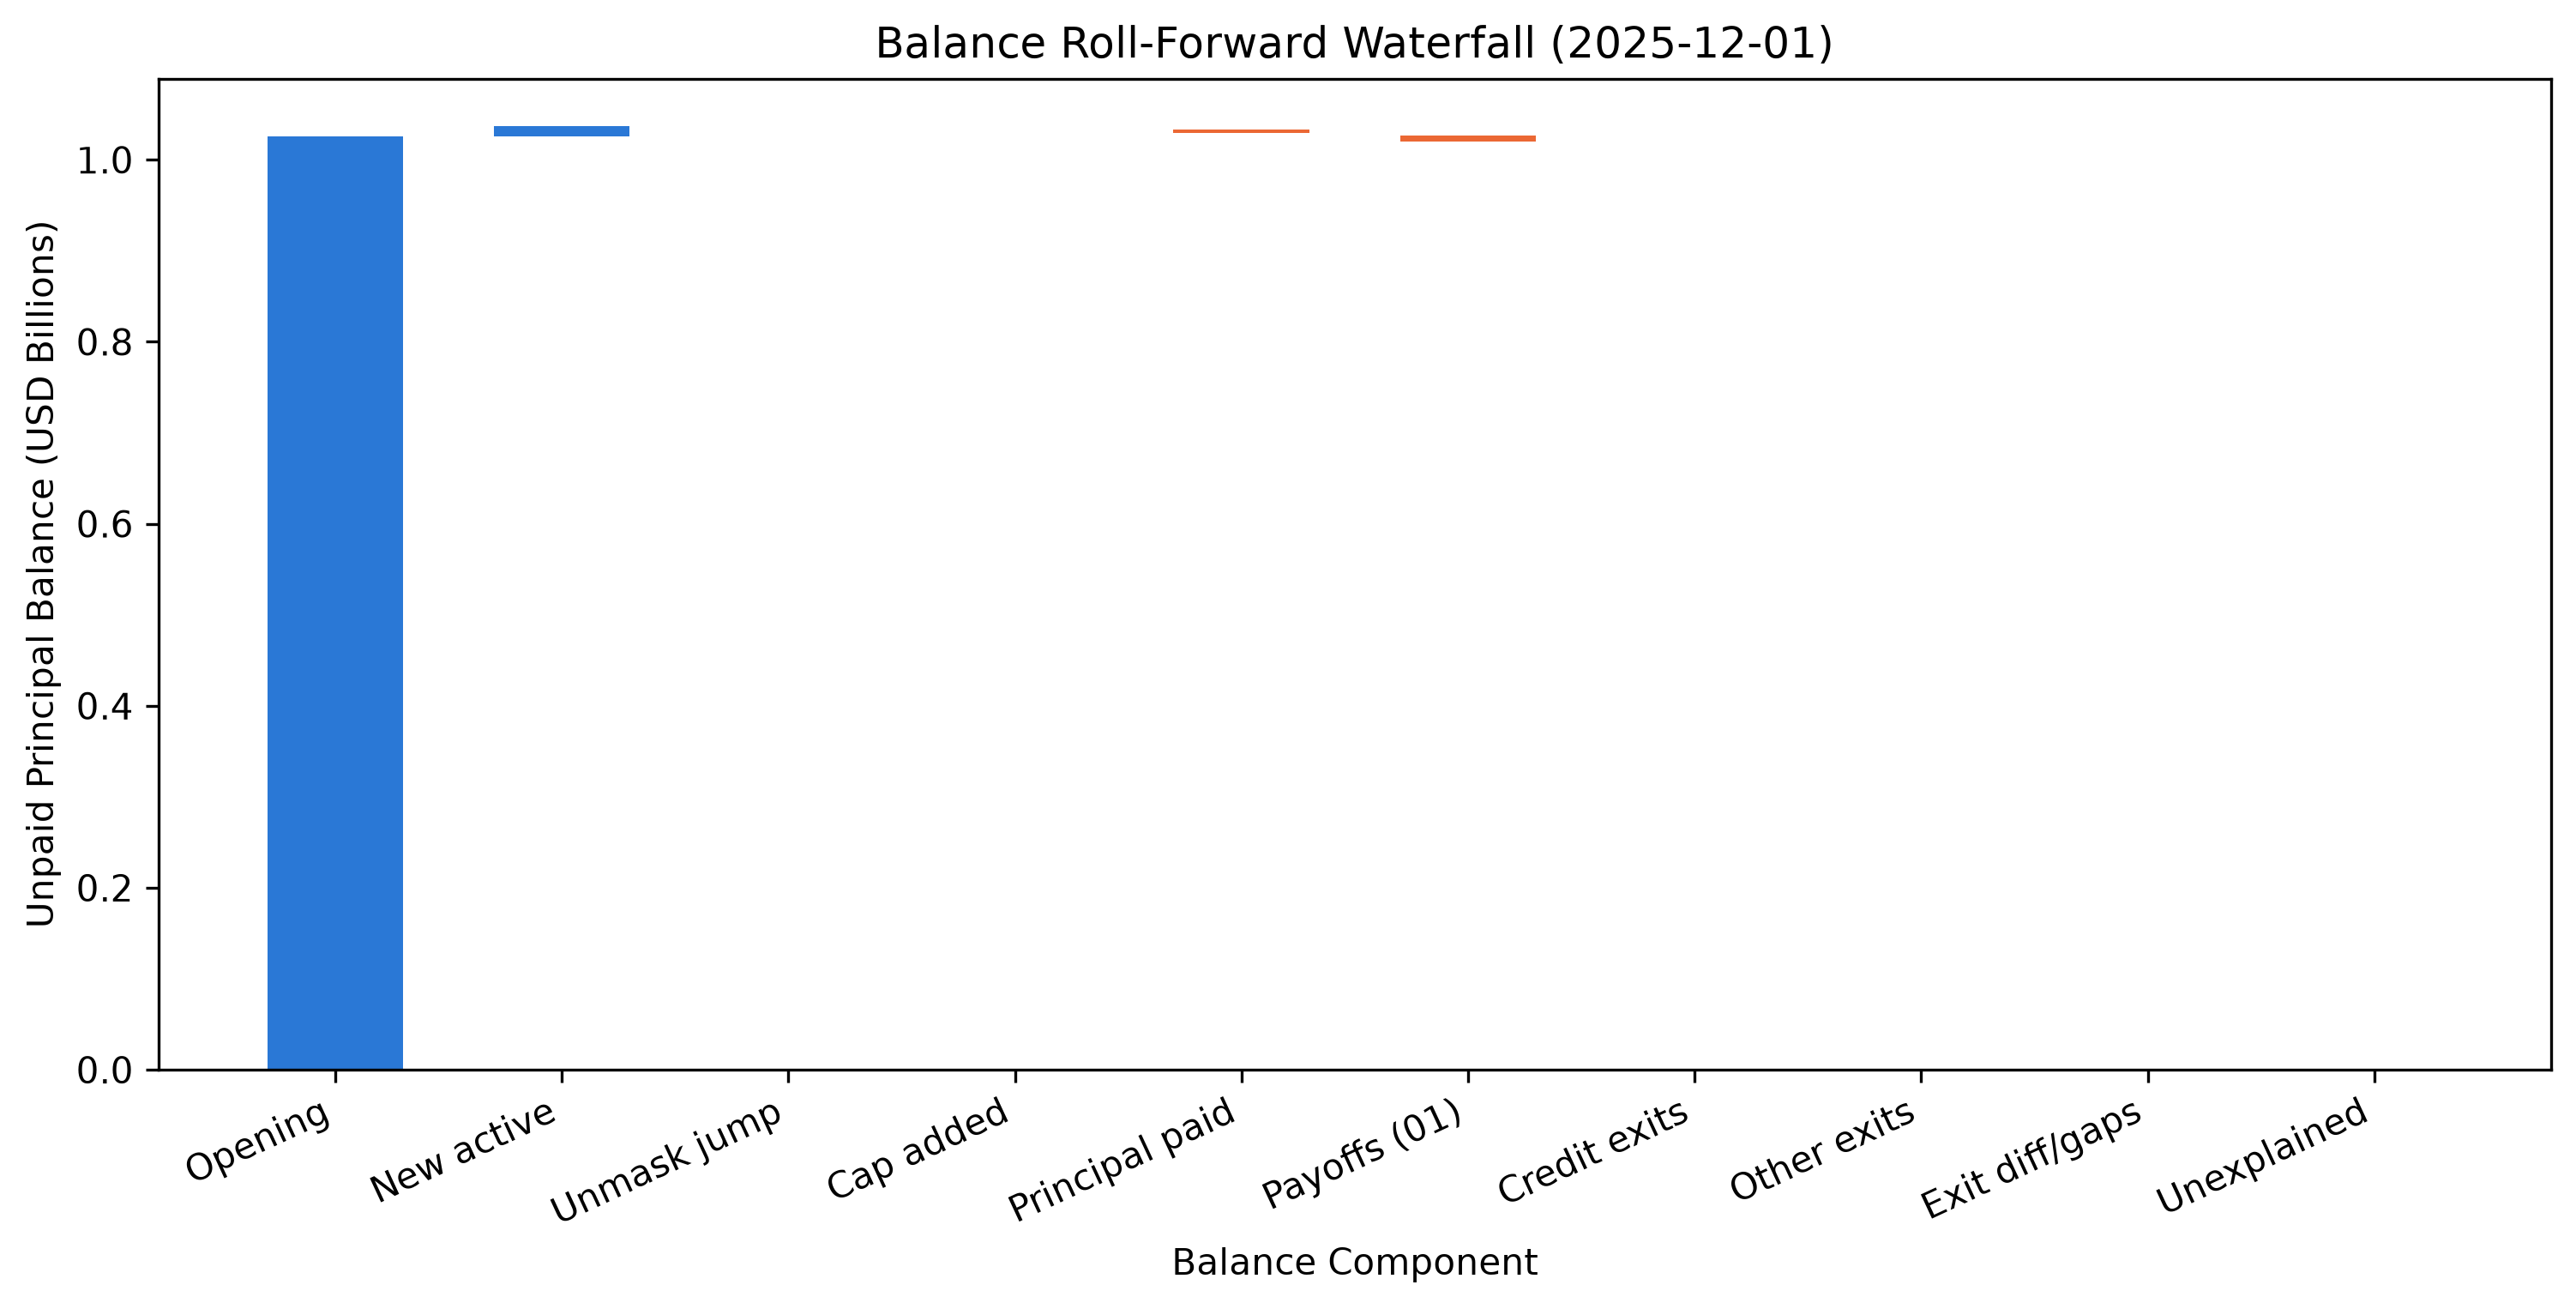 Balance Roll-Forward Waterfall (2025-12-01)
Unpaid Principal Balance (USD Billions)
1.0
0.8
0.6
0.4
0.2
0.0
Opening
New active
Unmask jump
Cap added
Principal paid
Payoffs (01)
Credit exits
Other exits
Exit diff/gaps
Unexplained
Balance Component